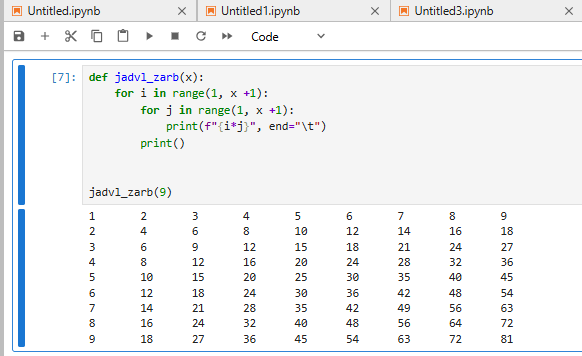 Untitled.ipynb Untitled1.ipynb Untitled3.ipynb
Code
[7]: def jadvl_zarb(x):
    for i in range(1, x +1):
        for j in range(1, x +1):
            print(f"{i*j}", end="\t")
        print()
jadvl_zarb(9)
1 2 3 4 5 6 7 8 9
2 4 6 8 10 12 14 16 18
3 6 9 12 15 18 21 24 27
4 8 12 16 20 24 28 32 36
5 10 15 20 25 30 35 40 45
6 12 18 24 30 36 42 48 54
7 14 21 28 35 42 49 56 63
8 16 24 32 40 48 56 64 72
9 18 27 36 45 54 63 72 81